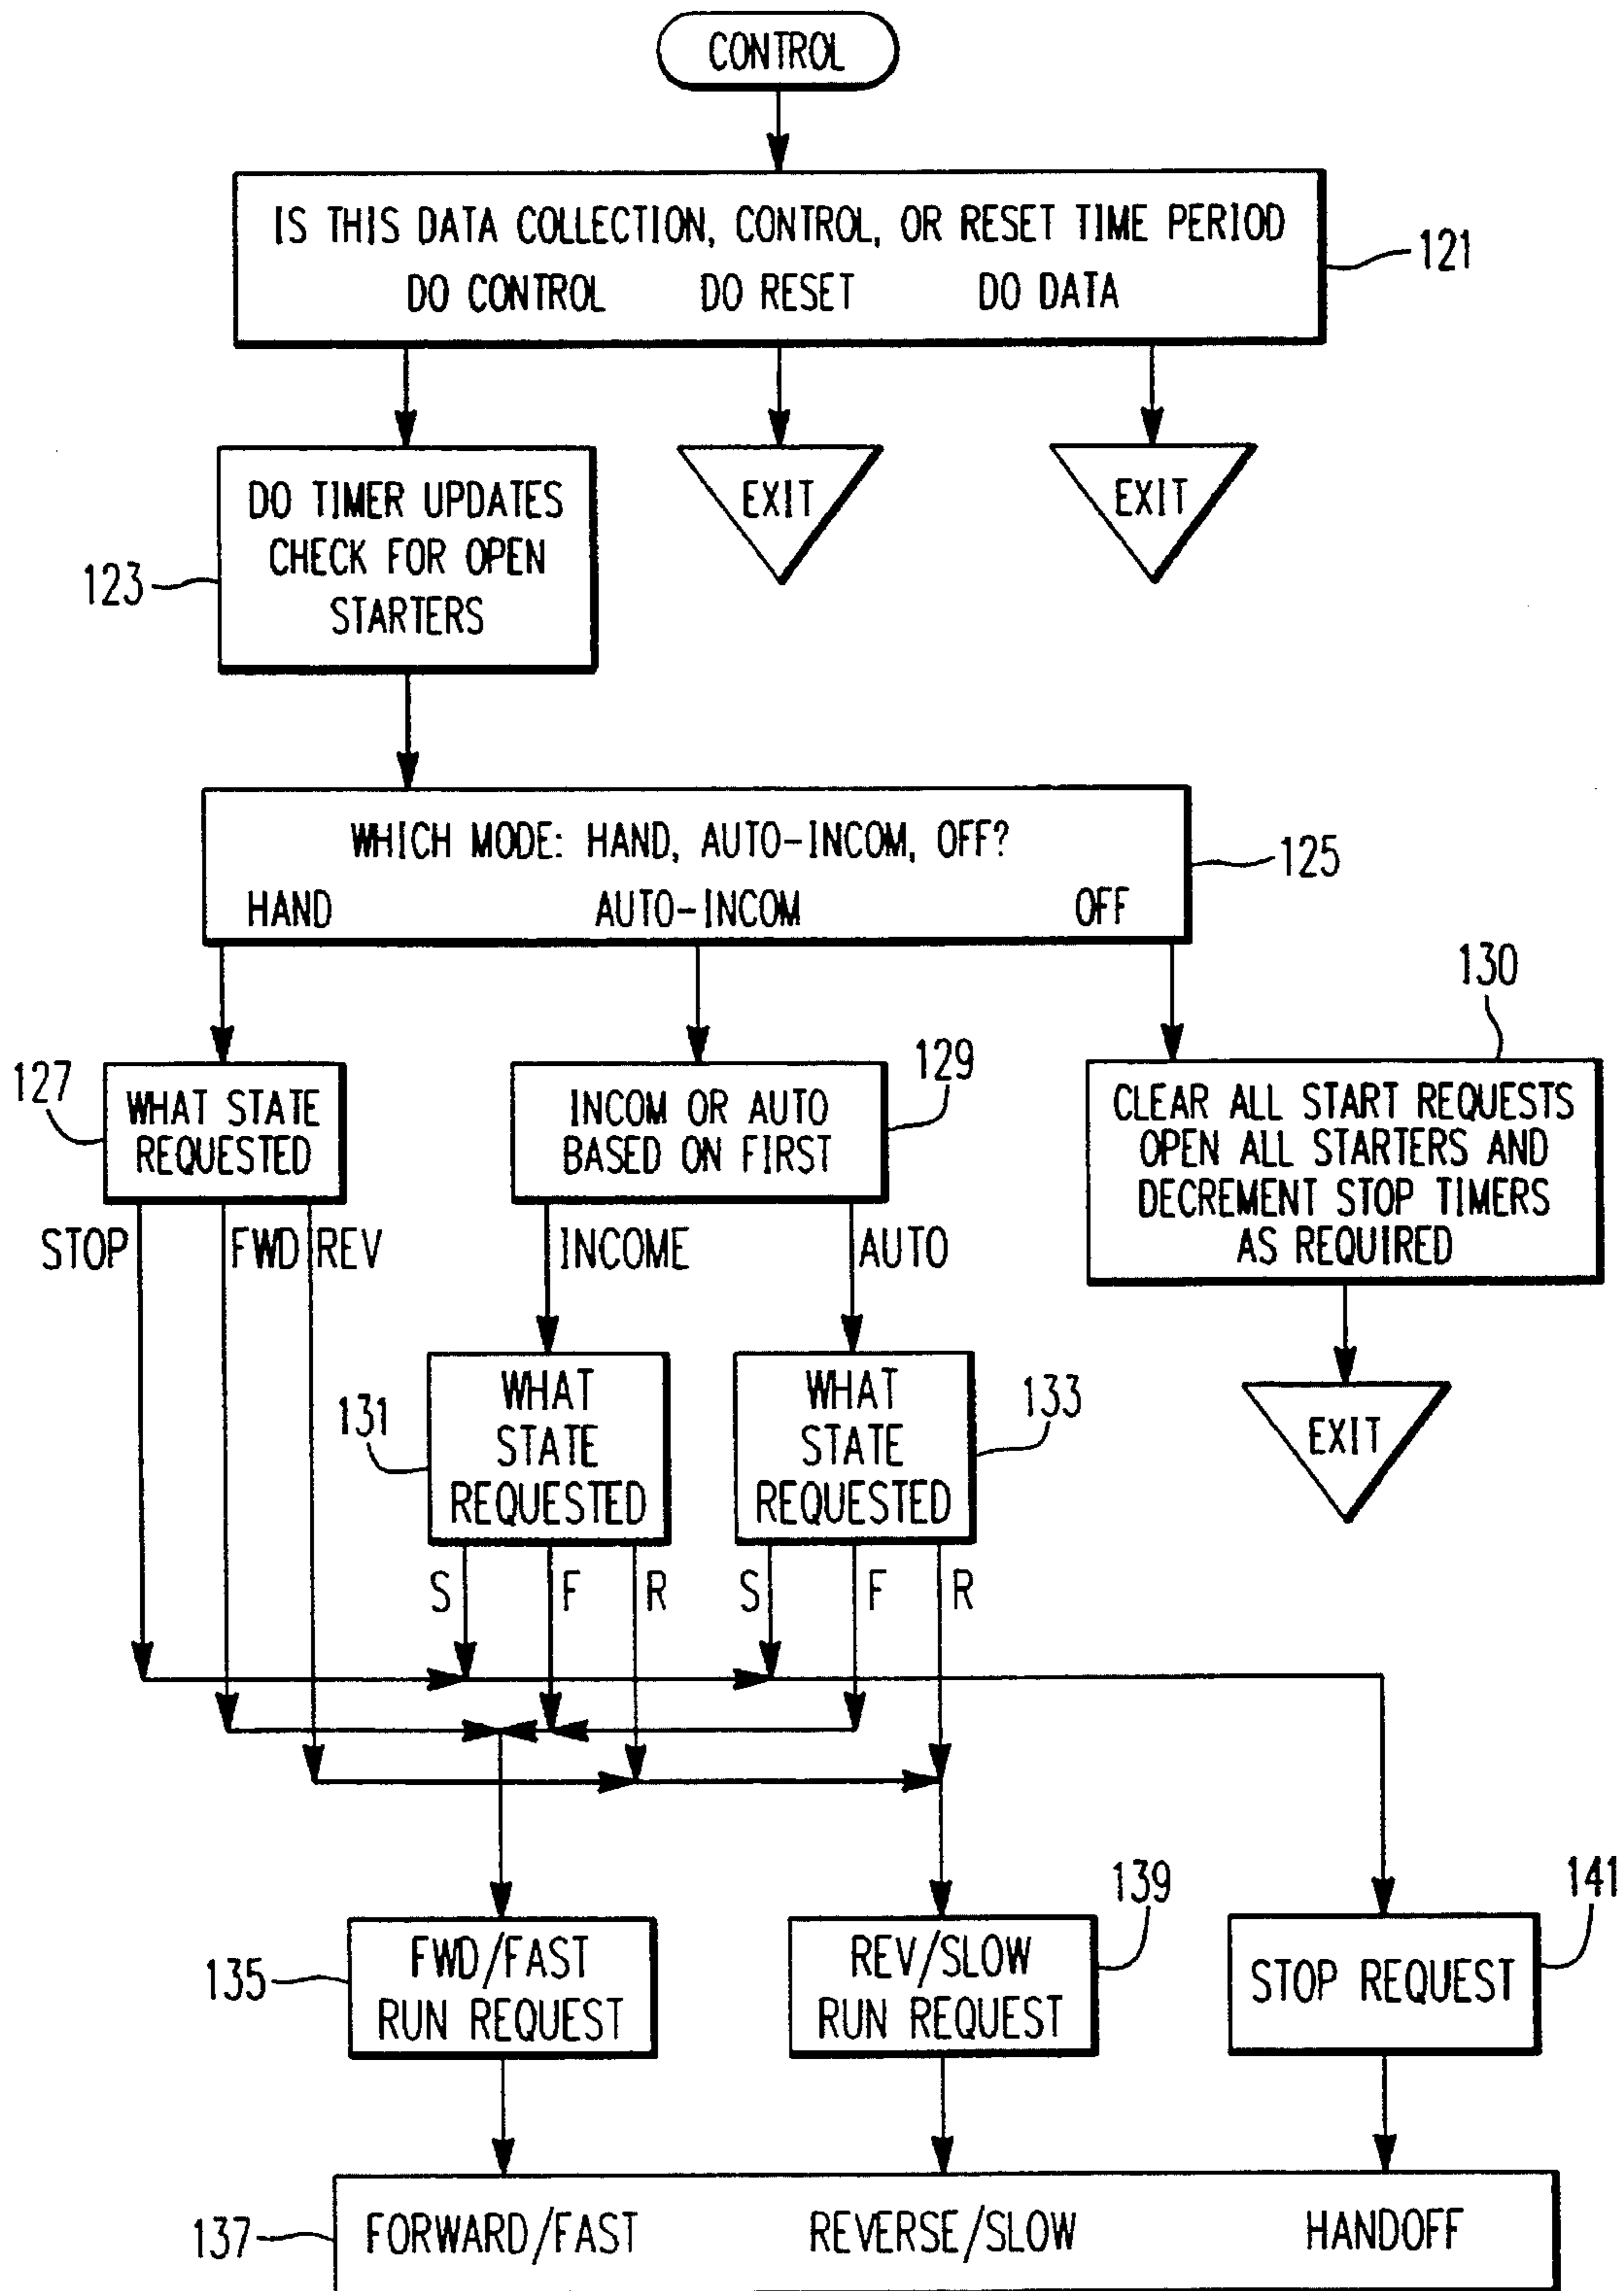 CONTROL
IS THIS DATA COLLECTION, CONTROL, OR RESET TIME PERIOD
DO CONTROL DO RESET DO DATA
121
DO TIMER UPDATES
CHECK FOR OPEN
STARTERS
123
EXIT
EXIT
WHICH MODE: HAND, AUTO-INCOM, OFF?
HAND AUTO-INCOM OFF
125
127
WHAT STATE
REQUESTED
129
INCOM OR AUTO
BASED ON FIRST
130
CLEAR ALL START REQUESTS
OPEN ALL STARTERS AND
DECREMENT STOP TIMERS
AS REQUIRED
STOP FWD REV
INCOME AUTO
131
WHAT
STATE
REQUESTED
133
WHAT
STATE
REQUESTED
EXIT
S F R
S F R
135
FWD/FAST
RUN REQUEST
139
REV/SLOW
RUN REQUEST
141
STOP REQUEST
137
FORWARD/FAST REVERSE/SLOW HANDOFF